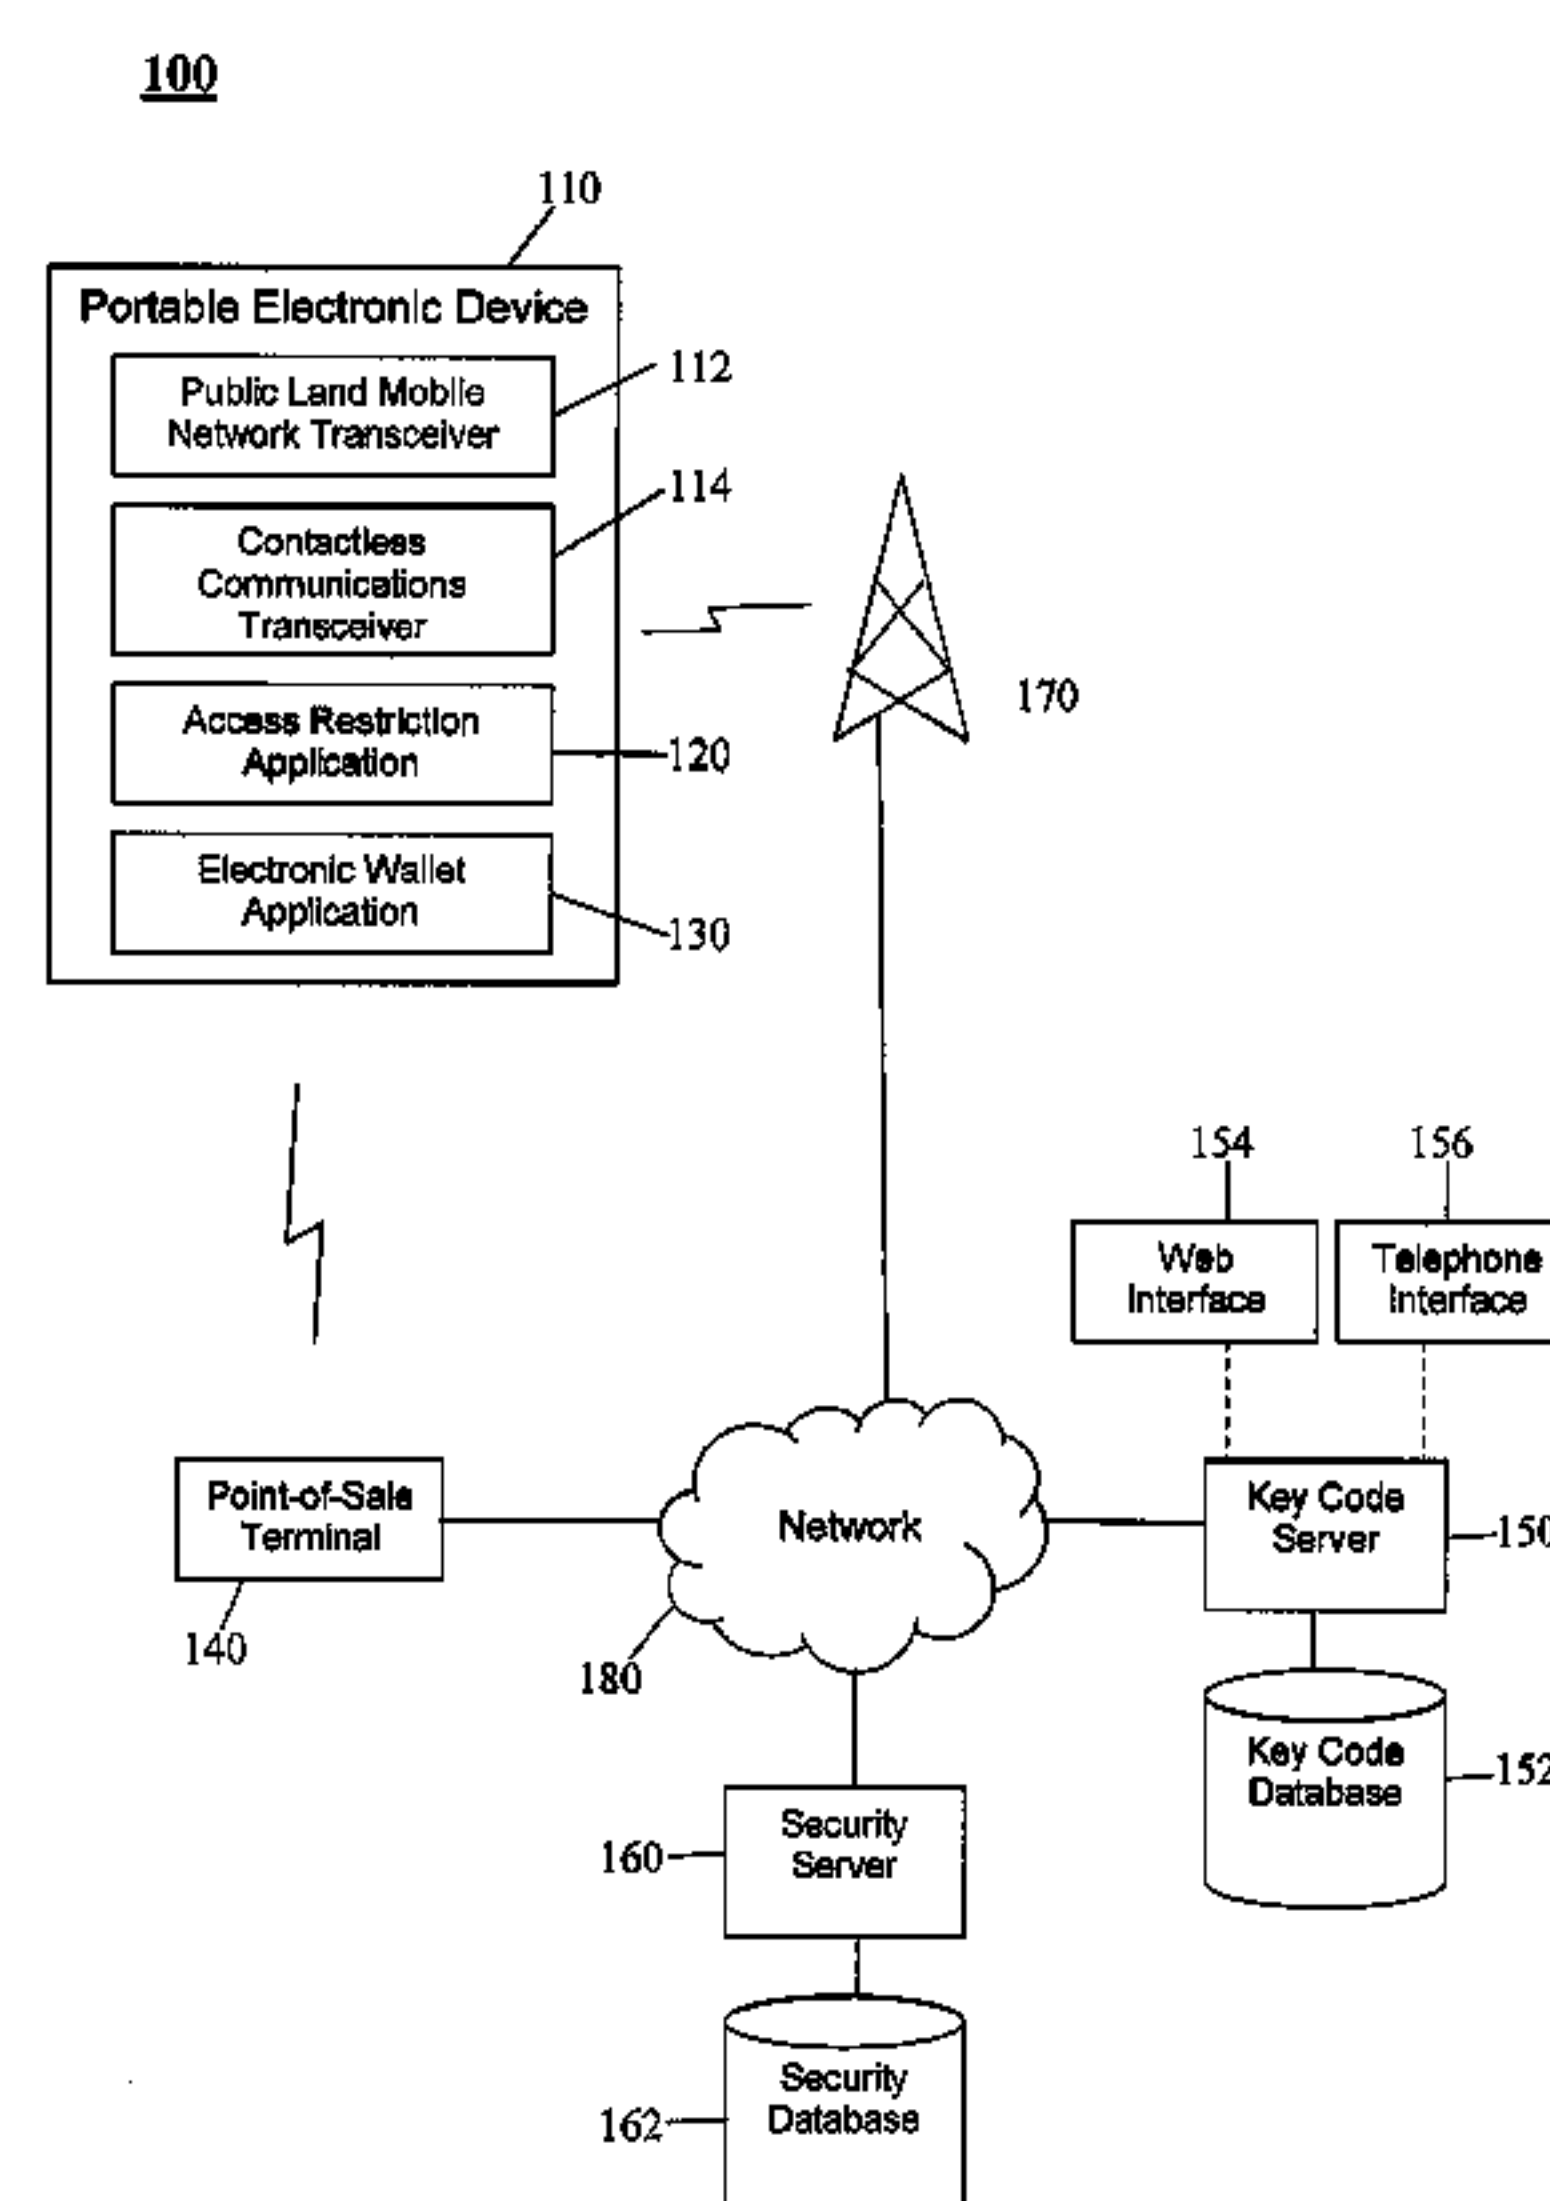 100
110
Portable Electronic Device
Public Land Mobile
Network Transceiver
112
Contactless
Communications
Transceiver
114
Access Restriction
Application
120
Electronic Wallet
Application
130
170
154
156
Web
Interface
Telephone
Interface
Point-of-Sale
Terminal
140
Network
180
Key Code
Server
150
Key Code
Database
152
Security
Server
160
Security
Database
162